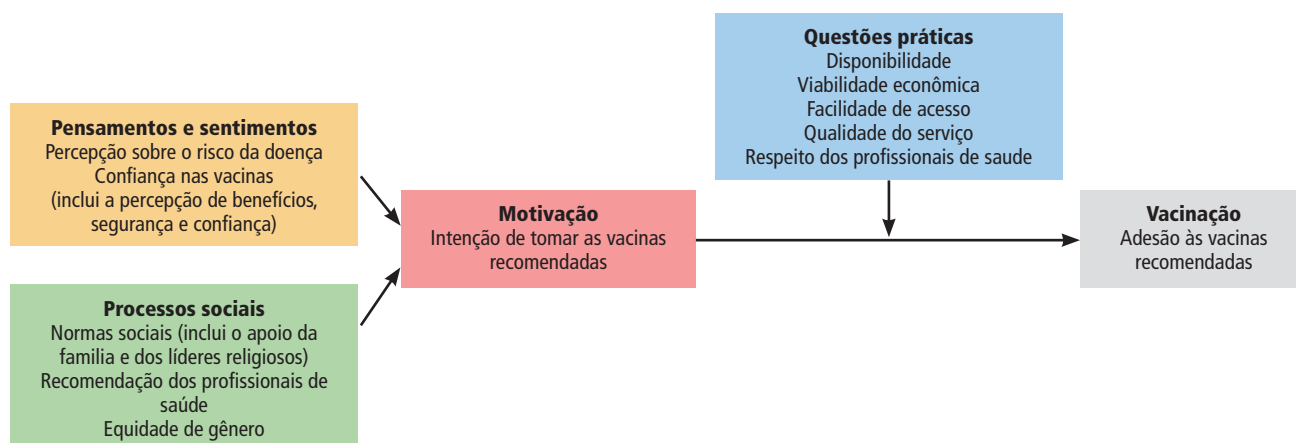 Pensamentos e sentimentos
Percepção sobre o risco da doença
Confiança nas vacinas
(inclui a percepção de benefícios,
segurança e confiança)
Processos sociais
Normas sociais (inclui o apoio da
familia e dos líderes religiosos)
Recomendação dos profissionais de
saúde
Equidade de gênero
Motivação
Intenção de tomar as vacinas
recomendadas
Questões práticas
Disponibilidade
Viabilidade econômica
Facilidade de acesso
Qualidade do serviço
Respeito dos profissionais de saude
Vacinação
Adesão às vacinas
recomendadas